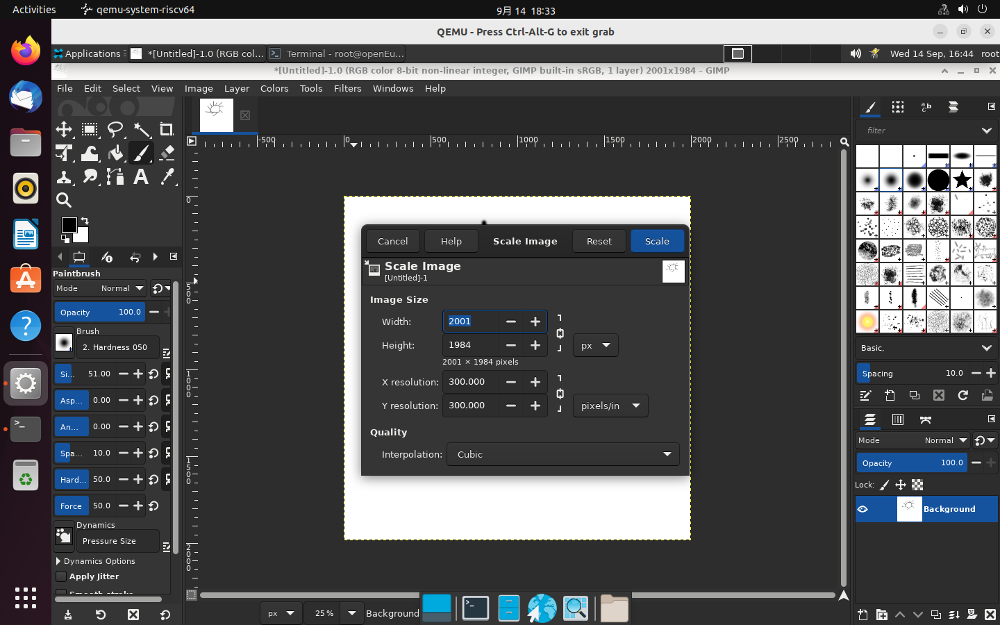 Activities
qemu-system-riscv64
9月 14 18:33
QEMU - Press Ctrl-Alt-G to exit grab
Applications
*[Untitled]-1.0 (RGB col...
Terminal - root@openEu...
Wed 14 Sep, 16:44
root
*[Untitled]-1.0 (RGB color 8-bit non-linear integer, GIMP built-in sRGB, 1 layer) 2001x1984 – GIMP
File Edit Select View Image Layer Colors Tools Filters Windows Help
-500 0 500 1000 1500 2000 2500
filter
0
500
1000
1500
2000
Paintbrush
Mode Normal
Opacity 100.0
Brush
2. Hardness 050
Si... 51.00
Asp... 0.00
An... 0.00
Spa... 10.0
Hard... 50.0
Force 50.0
Dynamics
Pressure Size
Dynamics Options
Apply Jitter
Smooth stroke
Cancel
Help
Scale Image
Reset
Scale
Scale Image
[Untitled]-1
Image Size
Width: 2001
Height: 1984 px
2001 × 1984 pixels
X resolution: 300.000
Y resolution: 300.000 pixels/in
Quality
Interpolation: Cubic
px 25 % Background
Basic,
Spacing 10.0
Mode Normal
Opacity 100.0
Lock:
Background